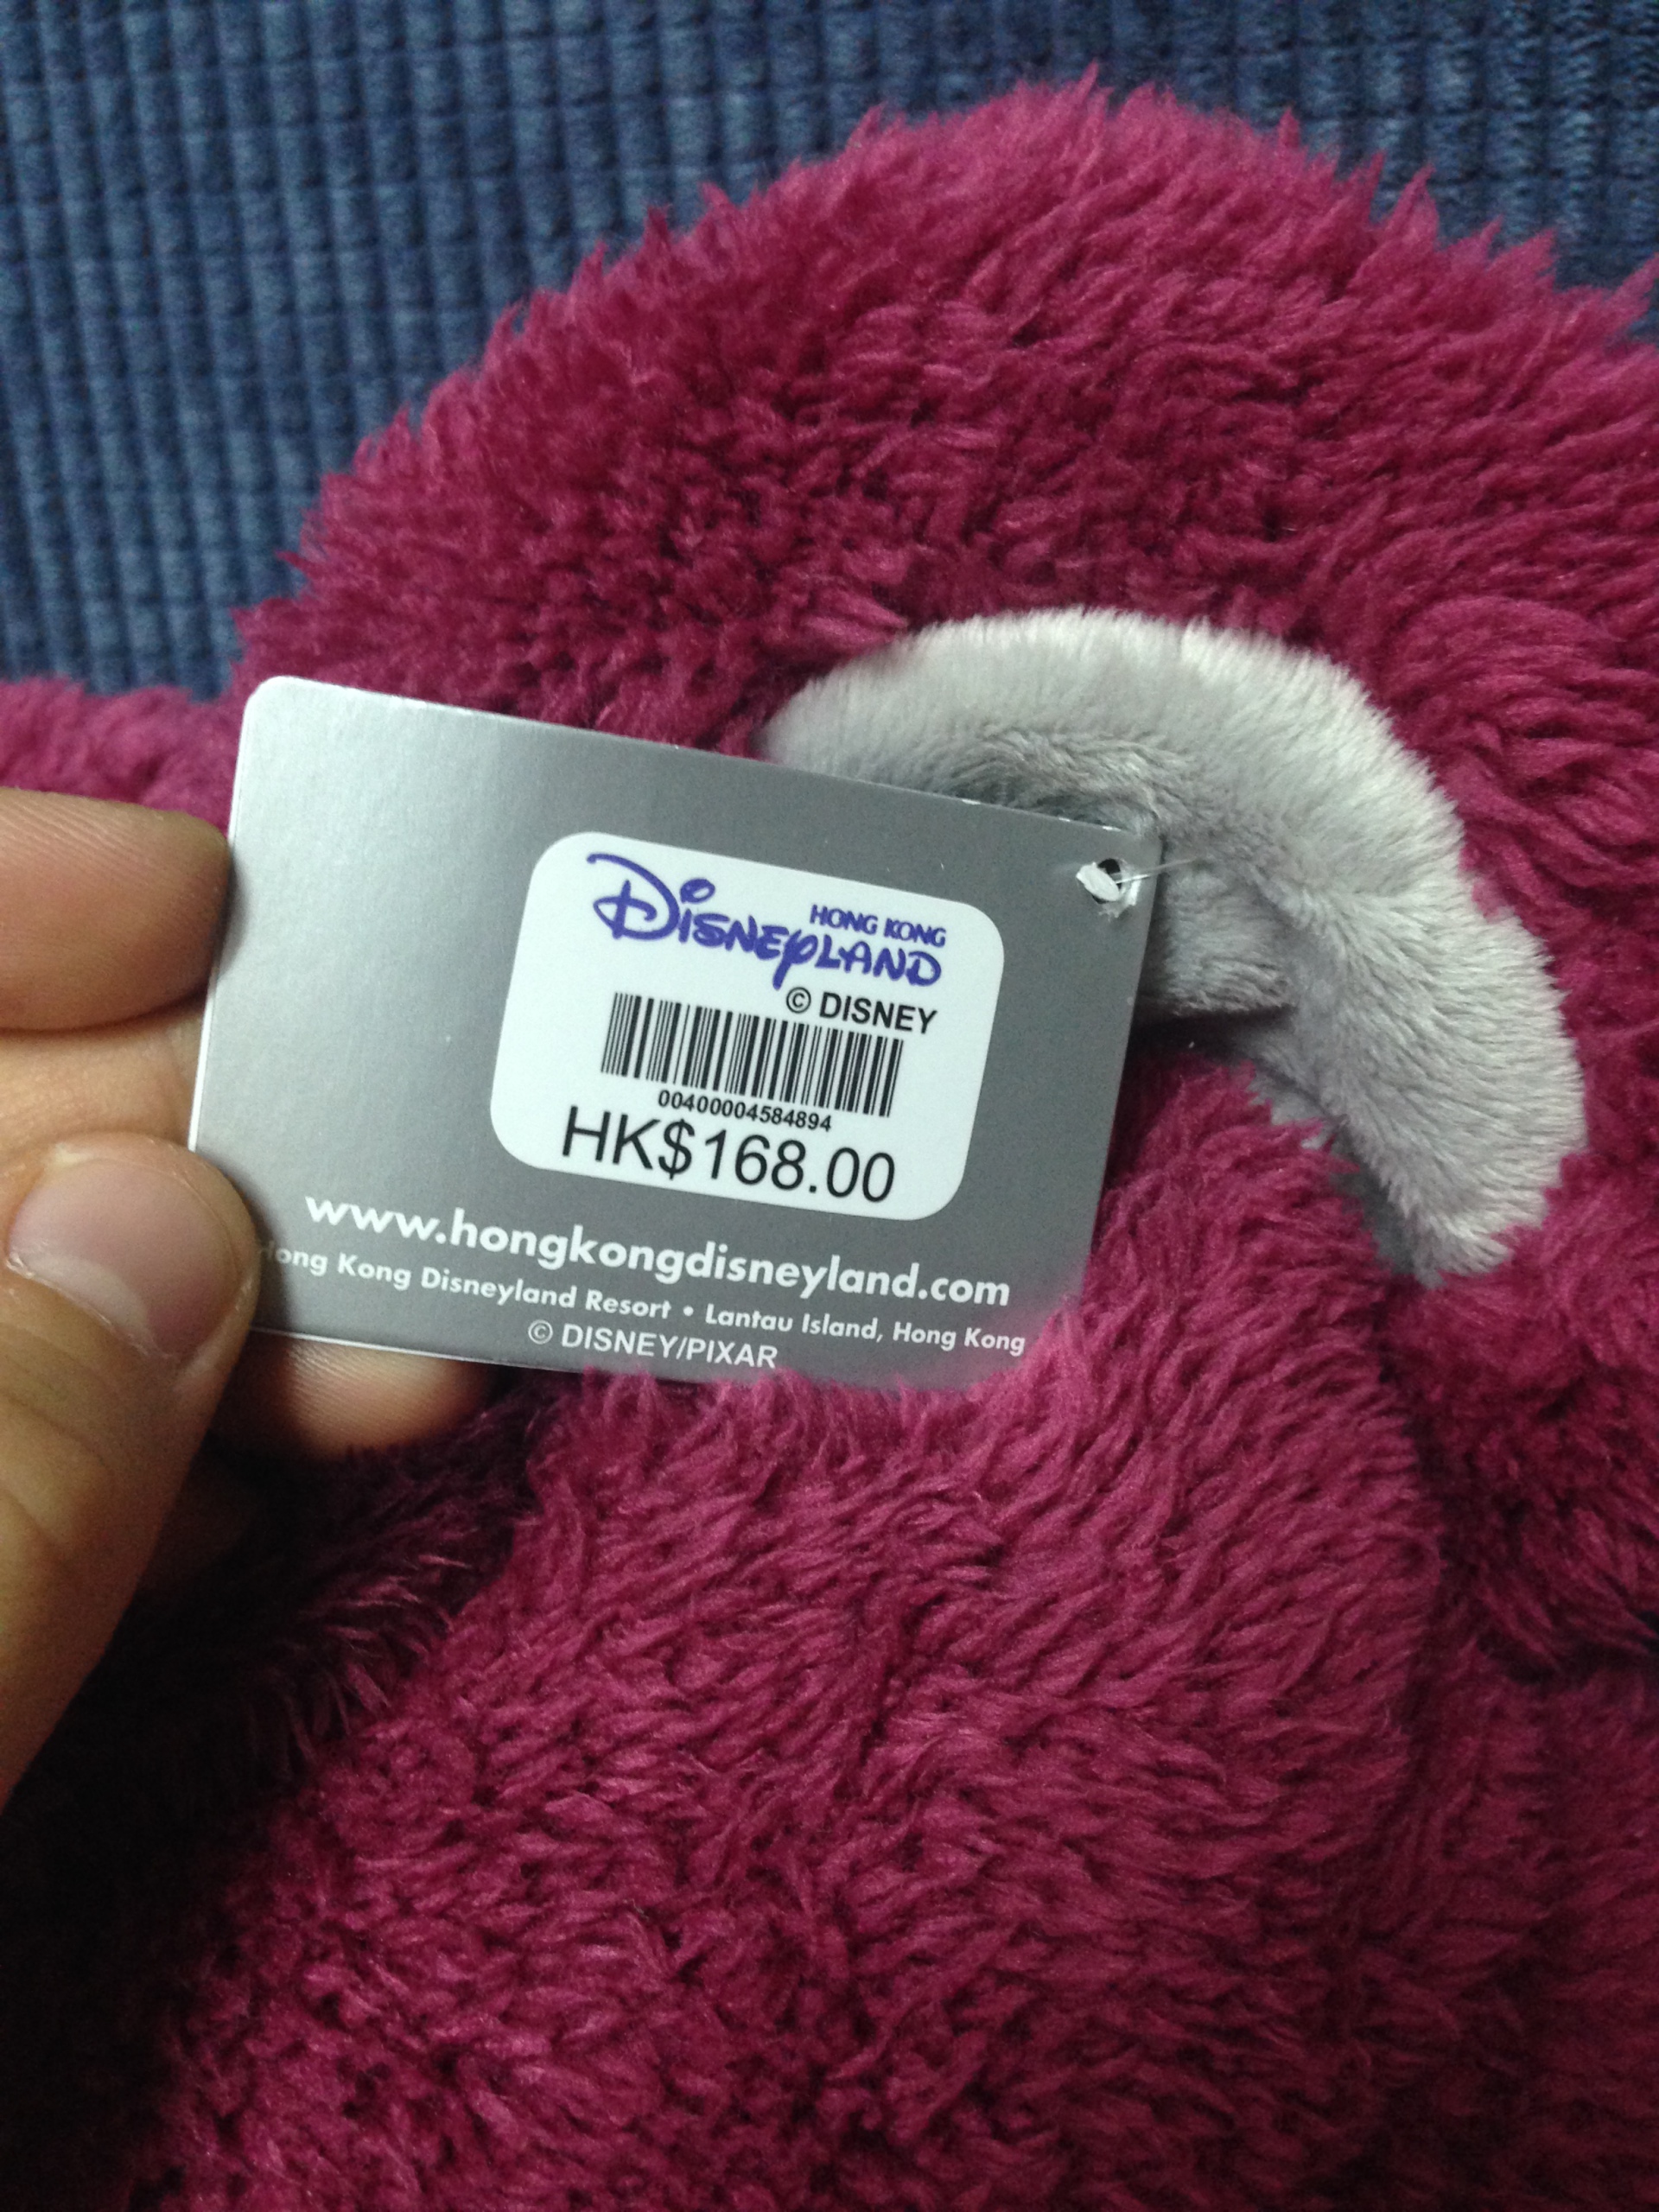 HONG KONG
DISNEYLAND
© DISNEY
00400004584894
HK$168.00
www.hongkongdisneyland.com
Hong Kong Disneyland Resort • Lantau Island, Hong Kong
© DISNEY/PIXAR